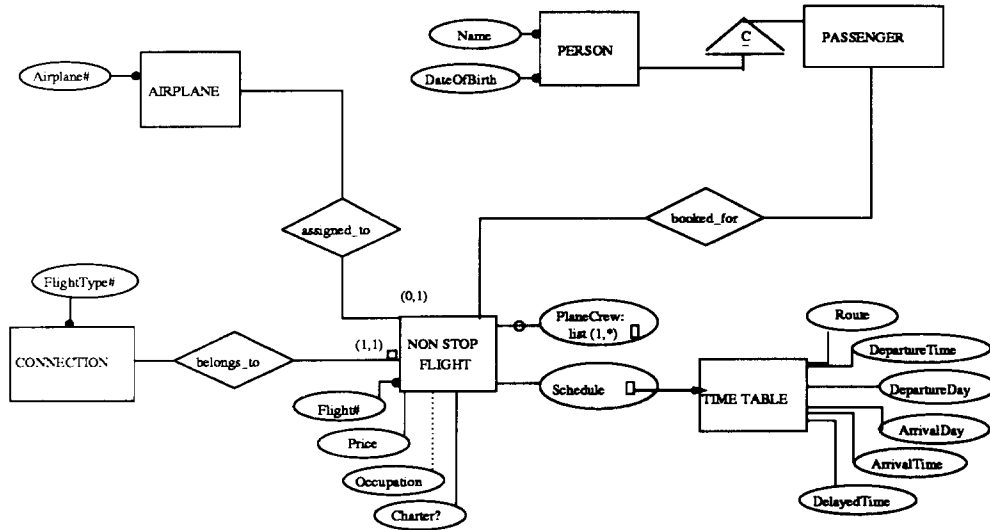 Name
PERSON
C
PASSENGER
DateOfBirth
Airplane#
AIRPLANE
assigned_to
booked_for
FlightType#
(0,1)
CONNECTION
belongs_to
(1,1)
NON STOP
FLIGHT
PlaneCrew:
list (1,*)
Route
DepartureTime
Schedule
TIME TABLE
DepartureDay
Flight#
ArrivalDay
Price
ArrivalTime
Occupation
DelayedTime
Charter?